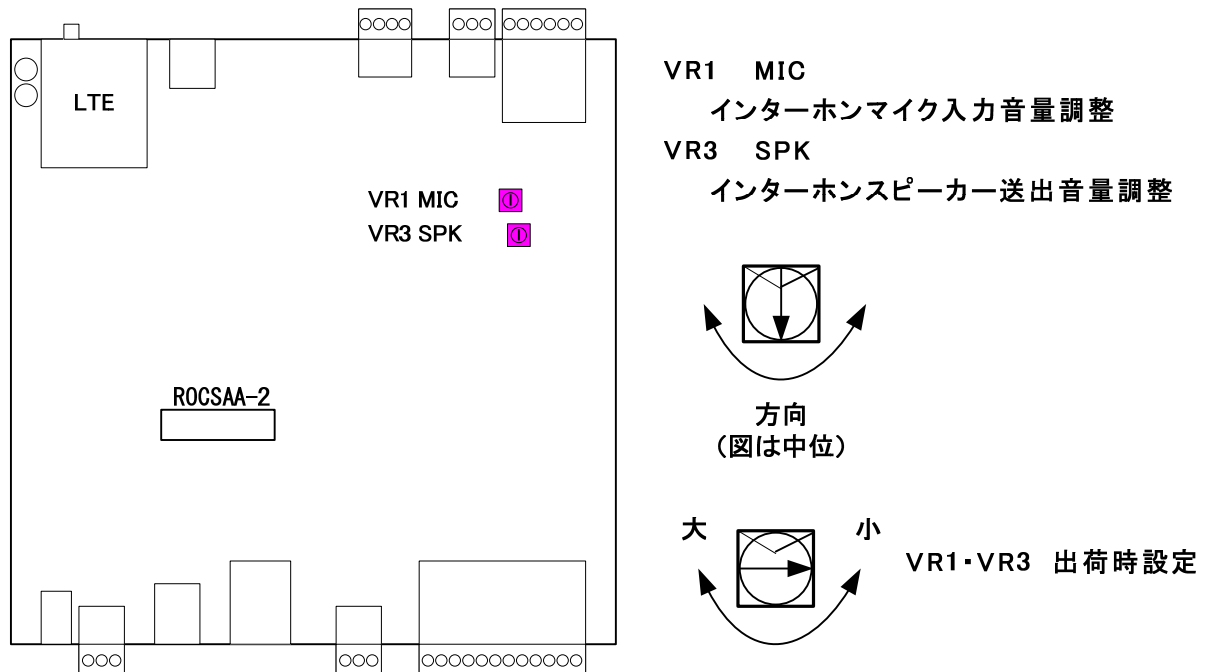 LTE
VR1 MIC
VR3 SPK
ROCSAA-2
VR1 MIC
インターホンマイク入力音量調整
VR3 SPK
インターホンスピーカー送出音量調整
方向
(図は中位)
大 小
VR1・VR3 出荷時設定